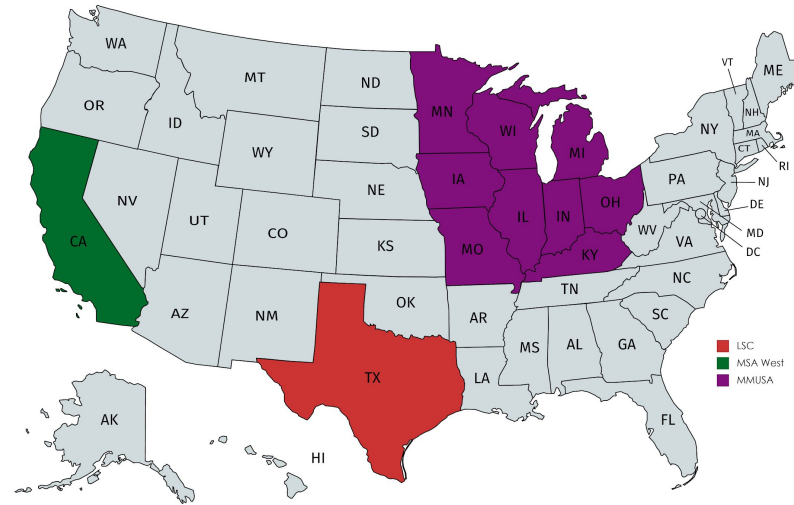 WA
MT
ND
MN
OR
ID
SD
WI
WY
MI
IA
NE
NV
UT
CO
IL
IN
OH
KS
MO
KY
CA
WV
VA
AZ
NM
OK
AR
TN
NC
SC
MS
AL
GA
TX
LA
FL
AK
HI
VT
ME
NH
NY
MA
CT
RI
PA
NJ
DE
MD
DC
LSC
MSA West
MMUSA